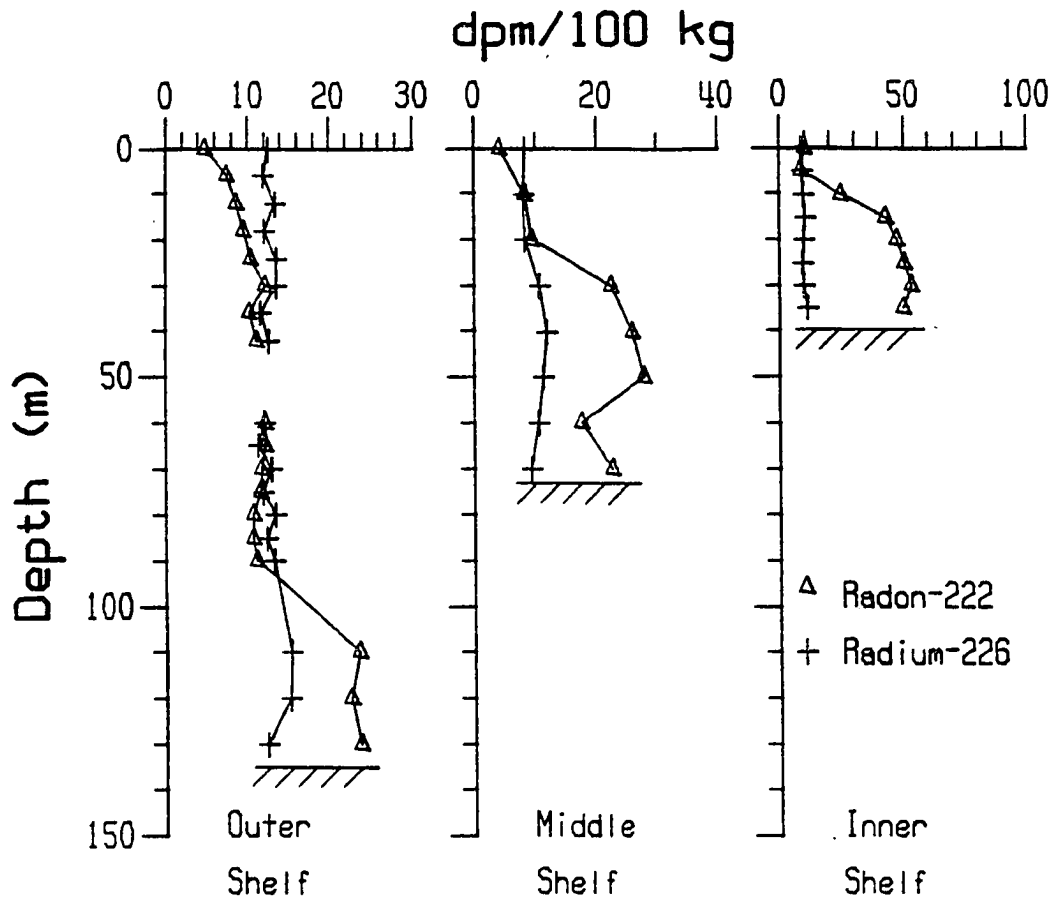 dpm/100 kg
0 10 20 30
0 20 40
0 50 100
0
50
100
150
Depth (m)
Radon-222
Radium-226
Outer Shelf
Middle Shelf
Inner Shelf